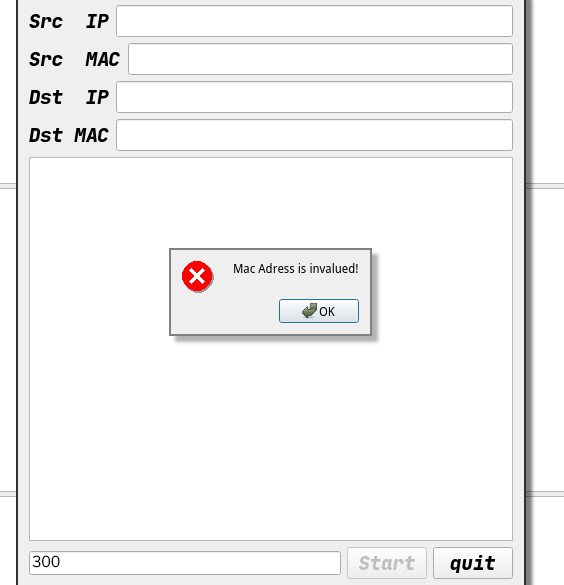 Src IP
Src MAC
Dst IP
Dst MAC
Mac Adress is invalued!
OK
300
Start
quit